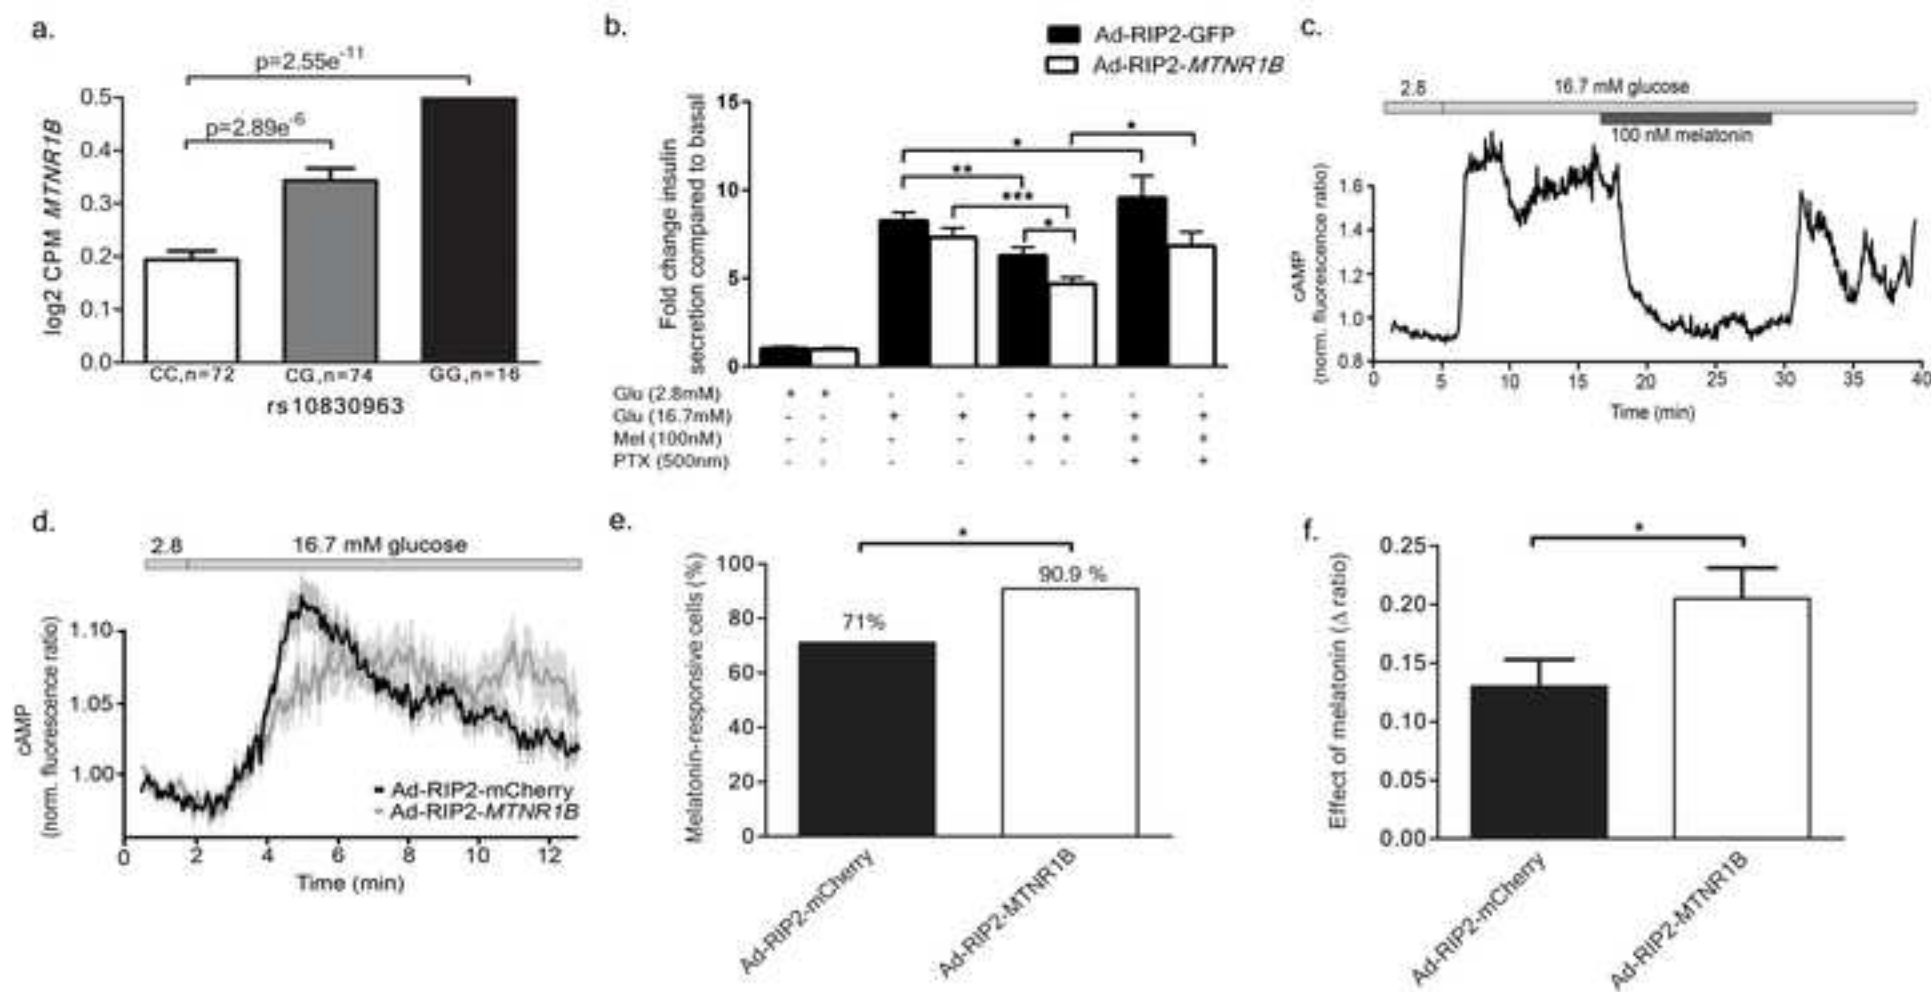 a.
p=2.55e-11
p=2.89e-6
log2 CPM MTNR1B
0.5
0.4
0.3
0.2
0.1
0.0
CC,n=72 CG,n=74 GG,n=16
rs10830963
b.
Ad-RIP2-GFP
Ad-RIP2-MTNR1B
Fold change insulin
secretion compared to basal
15
10
5
0
*
*
**
***
*
Glu (2.8mM) + + - - - - - -
Glu (16.7mM) - - + + + + + +
Mel (100nM) - - - - + + + +
PTX (500nm) - - - - - - + +
c.
2.8 16.7 mM glucose
100 nM melatonin
cAMP
(norm. fluorescence ratio)
1.6
1.4
1.2
1.0
0.8
0 5 10 15 20 25 30 35 40
Time (min)
d.
2.8 16.7 mM glucose
cAMP
(norm. fluorescence ratio)
1.10
1.05
1.00
Ad-RIP2-mCherry
Ad-RIP2-MTNR1B
0 2 4 6 8 10 12
Time (min)
e.
*
Melatonin-responsive cells (%)
100
80
60
40
20
0
71%
90.9 %
Ad-RIP2-mCherry
Ad-RIP2-MTNR1B
f.
*
Effect of melatonin (Δ ratio)
0.25
0.20
0.15
0.10
0.05
0.00
Ad-RIP2-mCherry
Ad-RIP2-MTNR1B